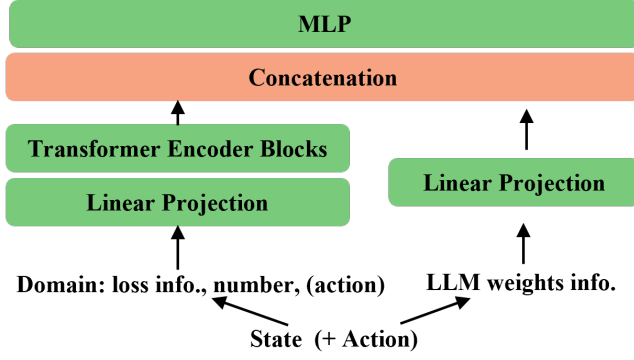 MLP
Concatenation
Transformer Encoder Blocks
Linear Projection
Linear Projection
Domain: loss info., number, (action)
LLM weights info.
State (+ Action)